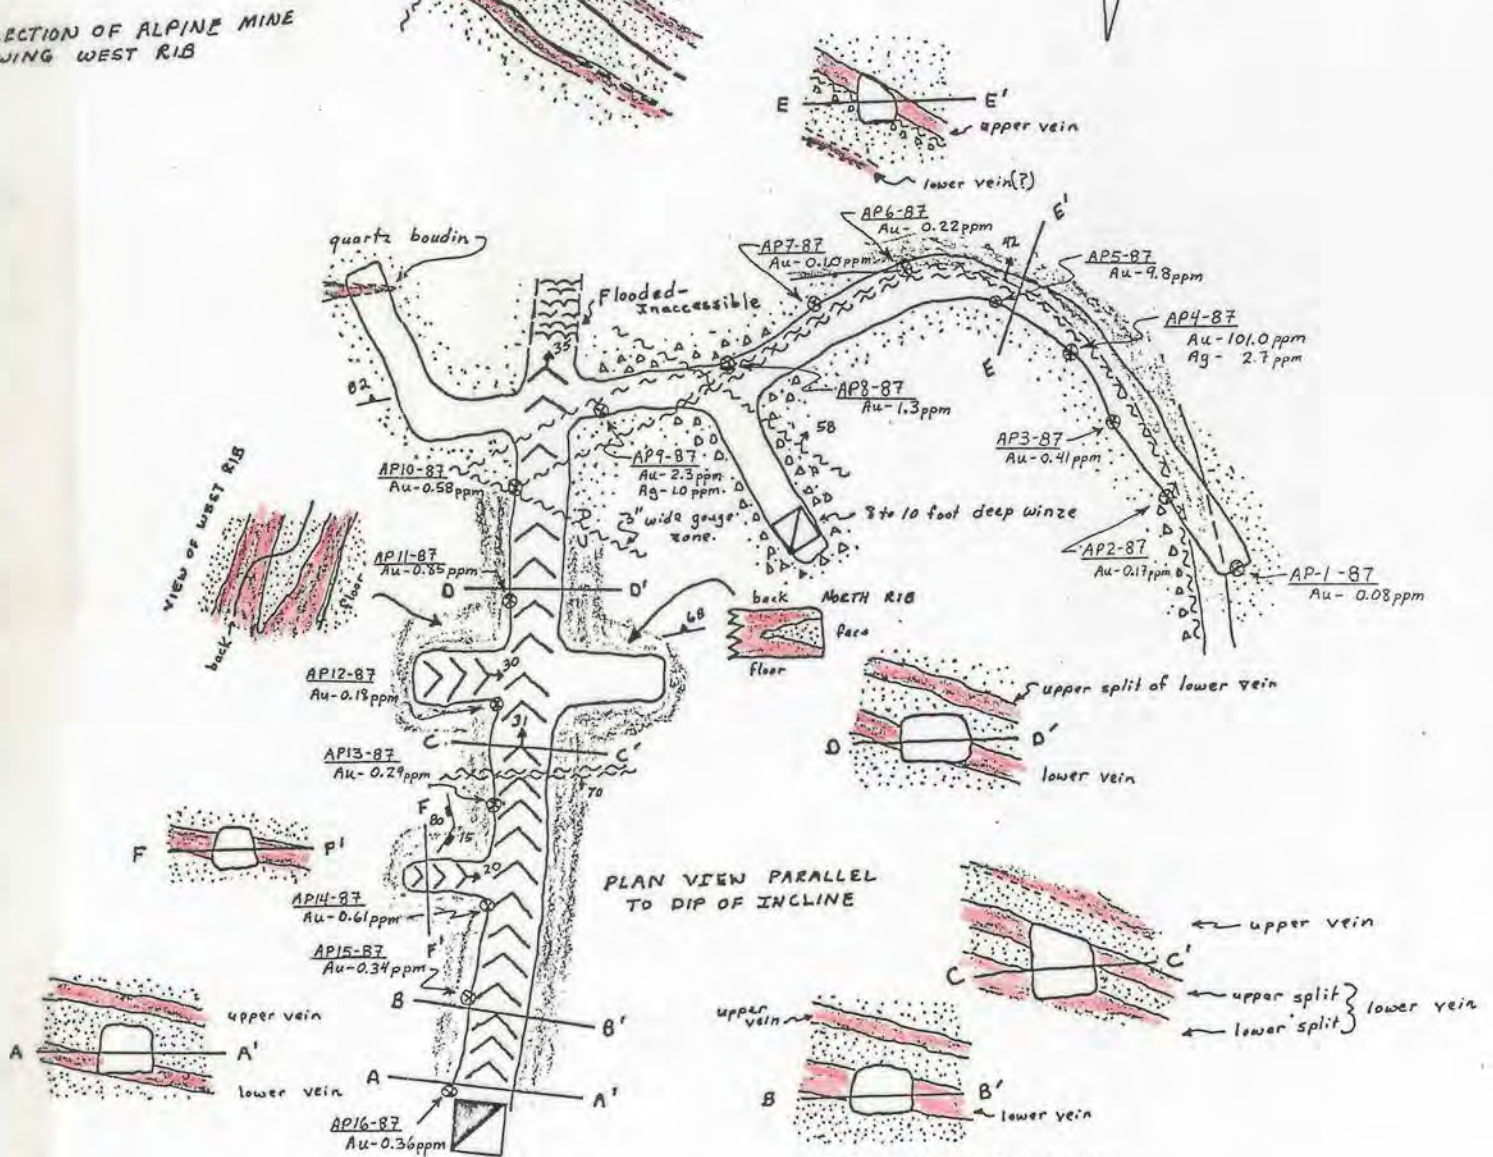 ECTION OF ALPINE MINE
WING WEST RIB
E
E'
upper vein
lower vein(?)
quartz boudin
Flooded-
Inaccessible
35
82
AP7-87
Au-0.10ppm
AP6-87
Au- 0.22ppm
42
E'
E
AP5-87
Au-9.8ppm
AP4-87
Au-101.0ppm
Ag- 2.7ppm
AP8-87
Au-1.3ppm
58
AP3-87
Au-0.41ppm
AP10-87
Au-0.58ppm
AP9-87
Au-2.3ppm
Ag-1.0ppm
3" wide gouge
zone.
8 to 10 foot deep winze
AP2-87
Au-0.17ppm
AP-1-87
Au- 0.08ppm
VIEW OF WEST RIB
floor
back
AP11-87
Au-0.85ppm
D
D'
68
back
NORTH RIB
face
floor
AP12-87
Au-0.18ppm
30
31
C
C'
upper split of lower vein
D
D'
lower vein
AP13-87
Au-0.29ppm
70
F
80
15
20
F
F'
AP14-87
Au-0.61ppm
F'
PLAN VIEW PARALLEL
TO DIP OF INCLINE
AP15-87
Au-0.34ppm
B
B'
upper vein
C
C'
upper split
lower split
lower vein
upper vein
A
A'
lower vein
upper
vein
B
B'
lower vein
A
A'
AP16-87
Au-0.36ppm